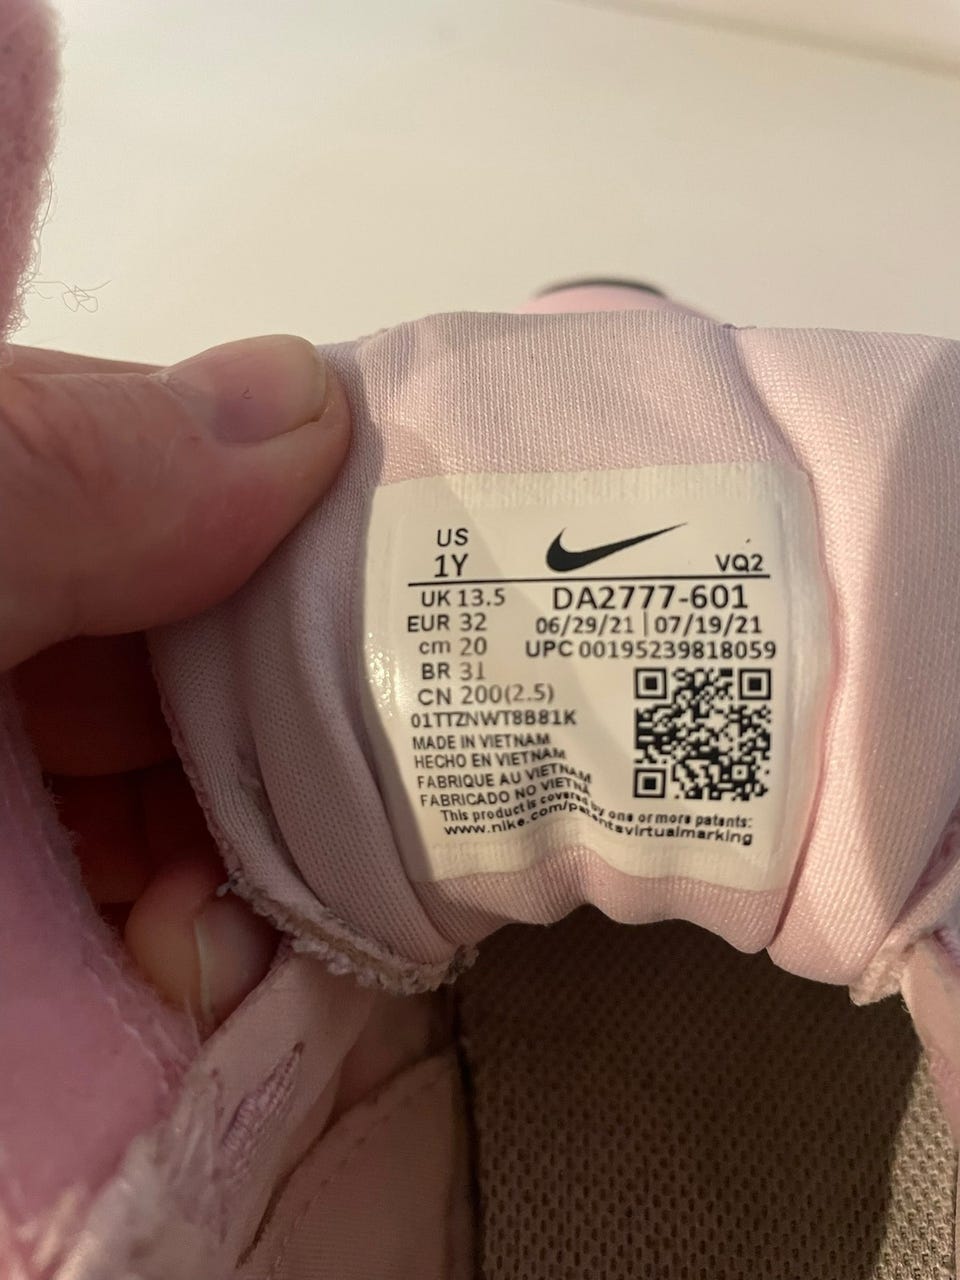 US
1Y
VQ2
UK 13.5
DA2777-601
EUR 32
06/29/21 | 07/19/21
cm 20
UPC 00195239818059
BR 31
CN 200(2.5)
01TTZNWT8B81K
MADE IN VIETNAM
HECHO EN VIETNAM
FABRIQUE AU VIETNAM
FABRICADO NO VIETNA
This product is covered by one or more patents:
www.nike.com/patentsvirtualmarking